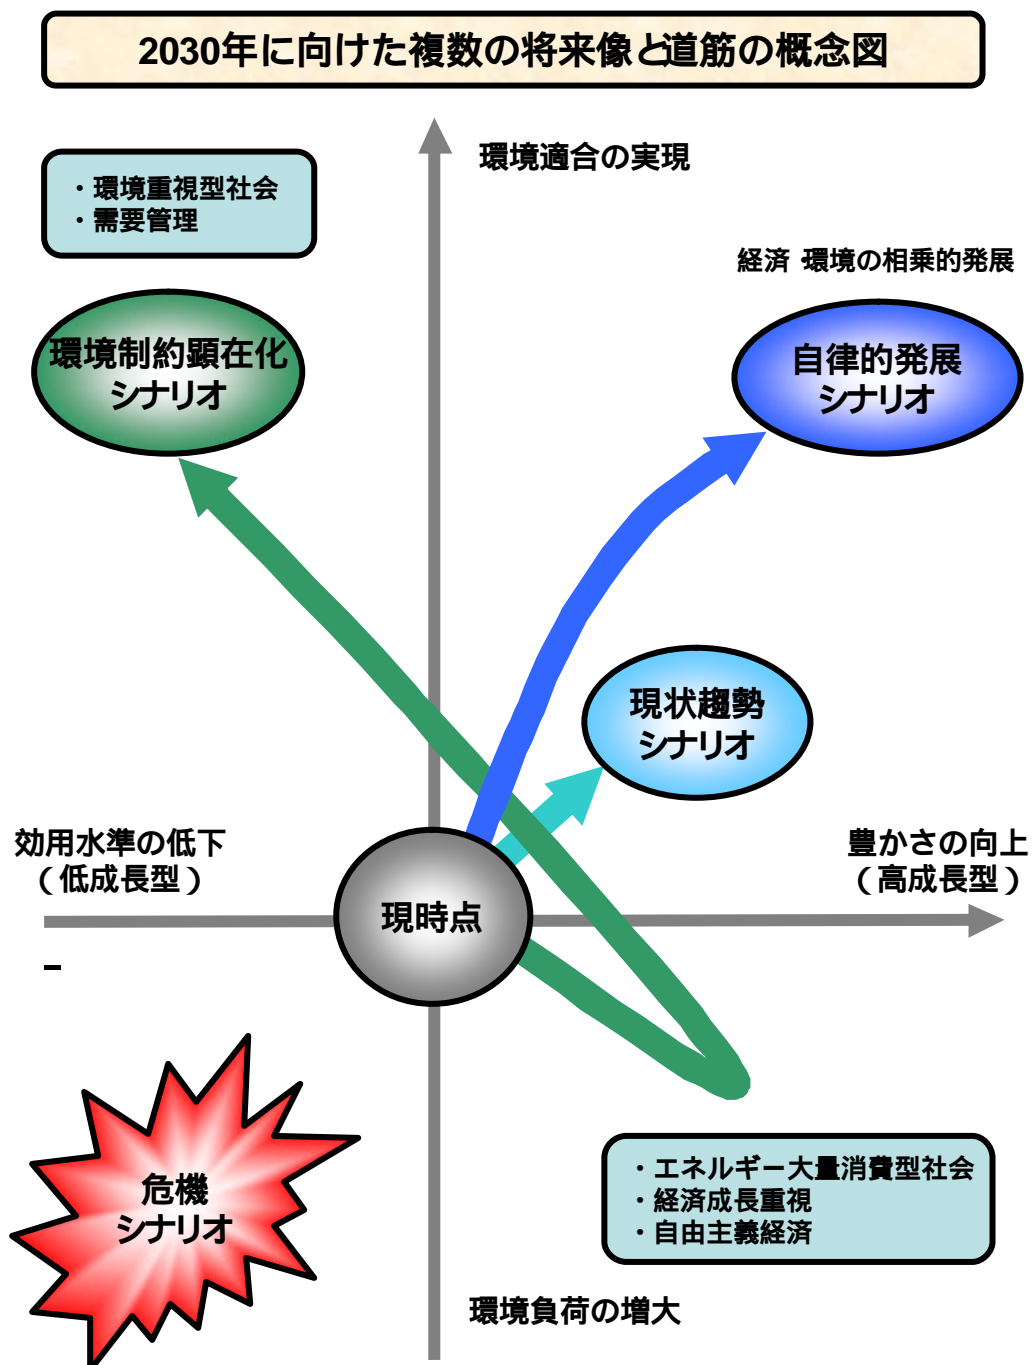 2030年に向けた複数の将来像と道筋の概念図
環境適合の実現
・環境重視型社会
・需要管理
経済・環境の相乗的発展
環境制約顕在化
シナリオ
自律的発展
シナリオ
現状趨勢
シナリオ
効用水準の低下
（低成長型）
豊かさの向上
（高成長型）
現時点
危機
シナリオ
・エネルギー大量消費型社会
・経済成長重視
・自由主義経済
環境負荷の増大